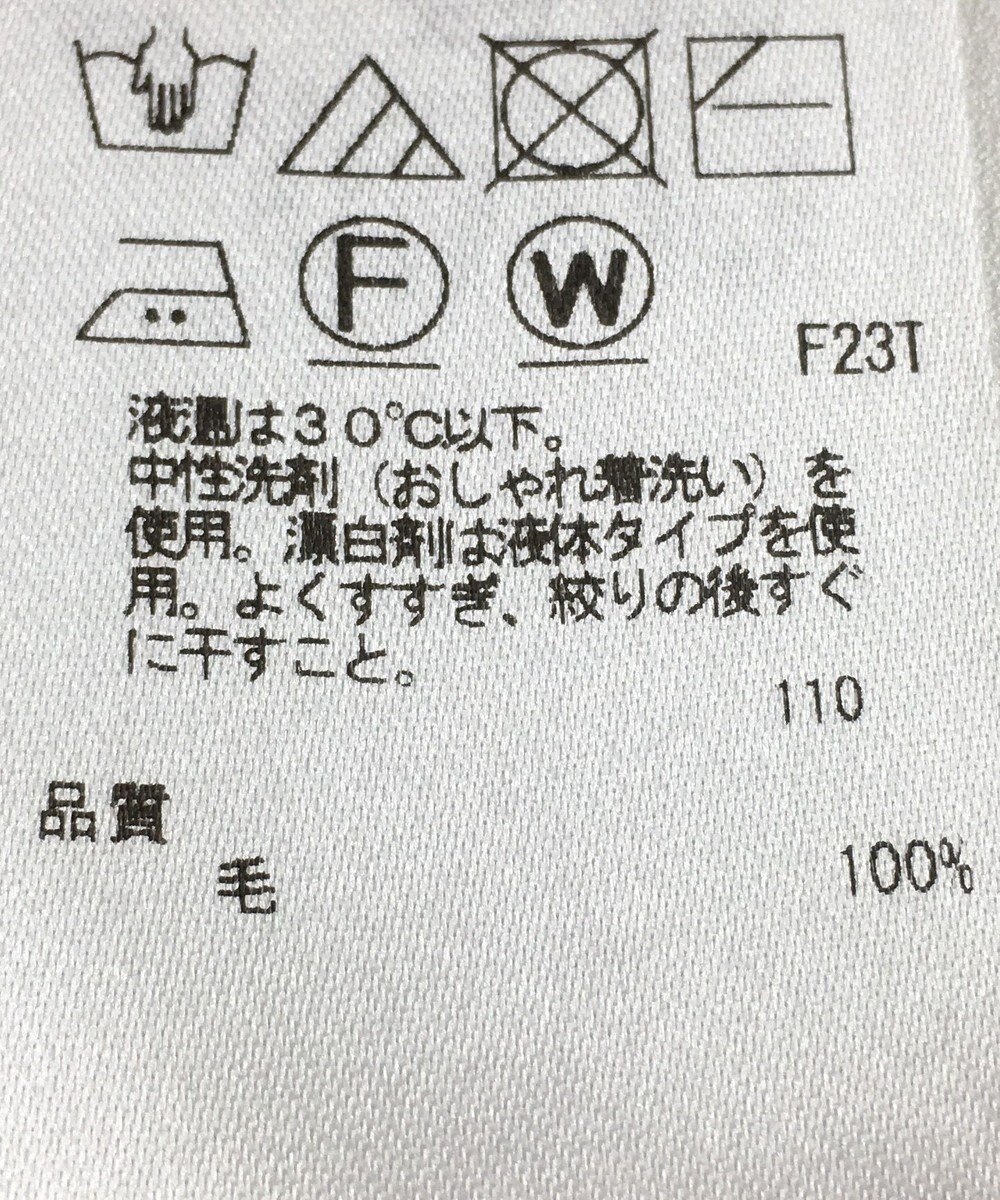 F
W
F23T
液温は30℃以下。
中性洗剤（おしゃれ着洗い）を
使用。漂白剤は液体タイプを使
用。よくすすぎ、絞りの後すぐ
に干すこと。
110
品質
毛 100%